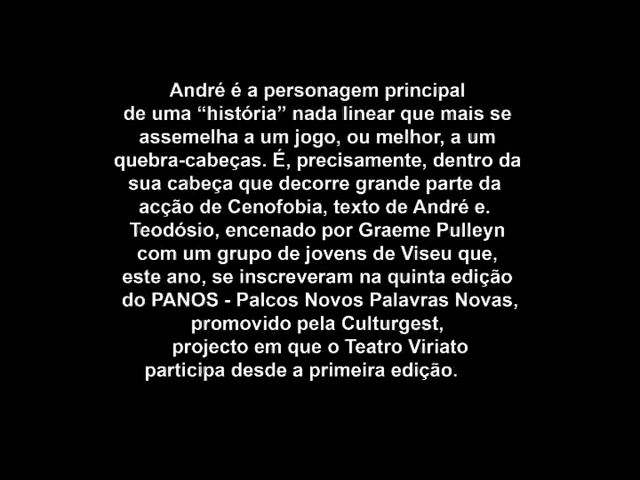 André é a personagem principal
de uma “história” nada linear que mais se
assemelha a um jogo, ou melhor, a um
quebra-cabeças. É, precisamente, dentro da
sua cabeça que decorre grande parte da
acção de Cenofobia, texto de André e.
Teodósio, encenado por Graeme Pulleyn
com um grupo de jovens de Viseu que,
este ano, se inscreveram na quinta edição
do PANOS - Palcos Novos Palavras Novas,
promovido pela Culturgest,
projecto em que o Teatro Viriato
participa desde a primeira edição.